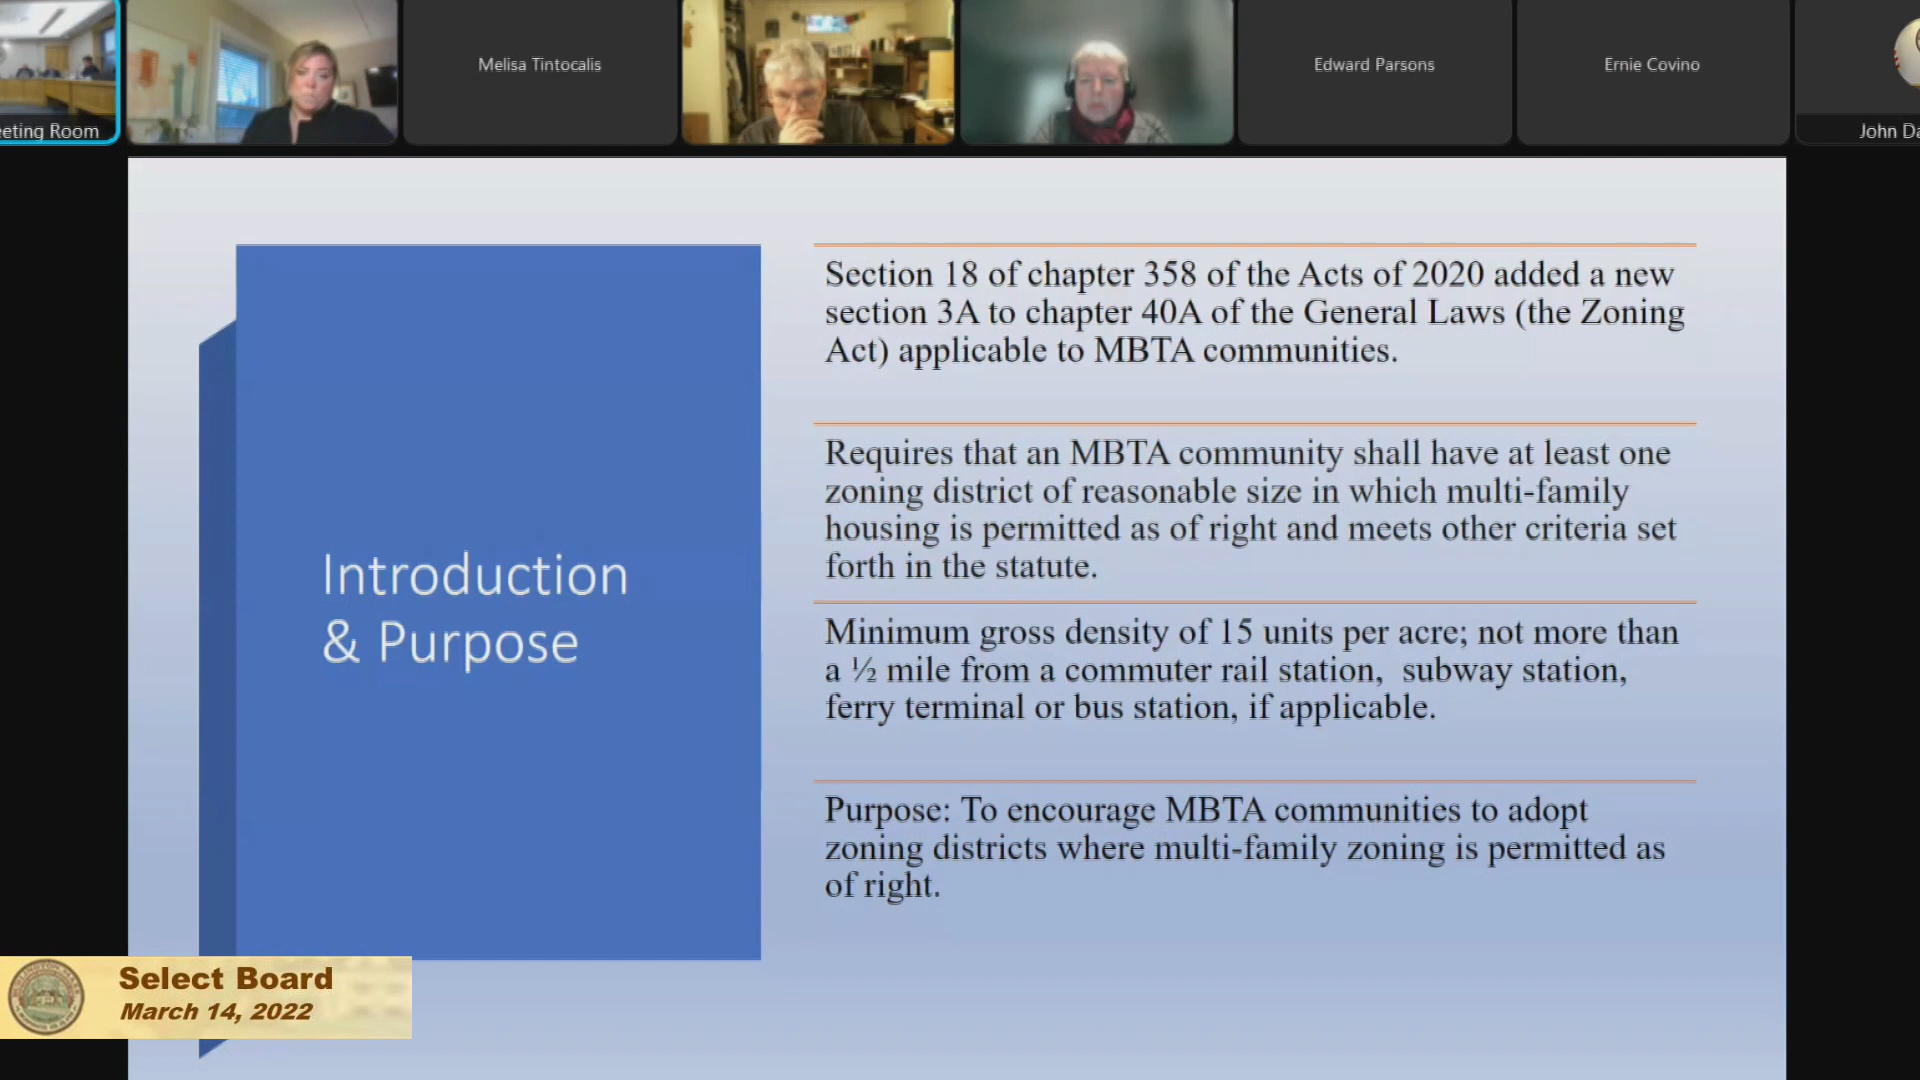 eeting Room
Melisa Tintocalis
Edward Parsons
Ernie Covino
John Da
Introduction
& Purpose
Section 18 of chapter 358 of the Acts of 2020 added a new
section 3A to chapter 40A of the General Laws (the Zoning
Act) applicable to MBTA communities.
Requires that an MBTA community shall have at least one
zoning district of reasonable size in which multi-family
housing is permitted as of right and meets other criteria set
forth in the statute.
Minimum gross density of 15 units per acre; not more than
a ½ mile from a commuter rail station, subway station,
ferry terminal or bus station, if applicable.
Purpose: To encourage MBTA communities to adopt
zoning districts where multi-family zoning is permitted as
of right.
Select Board
March 14, 2022